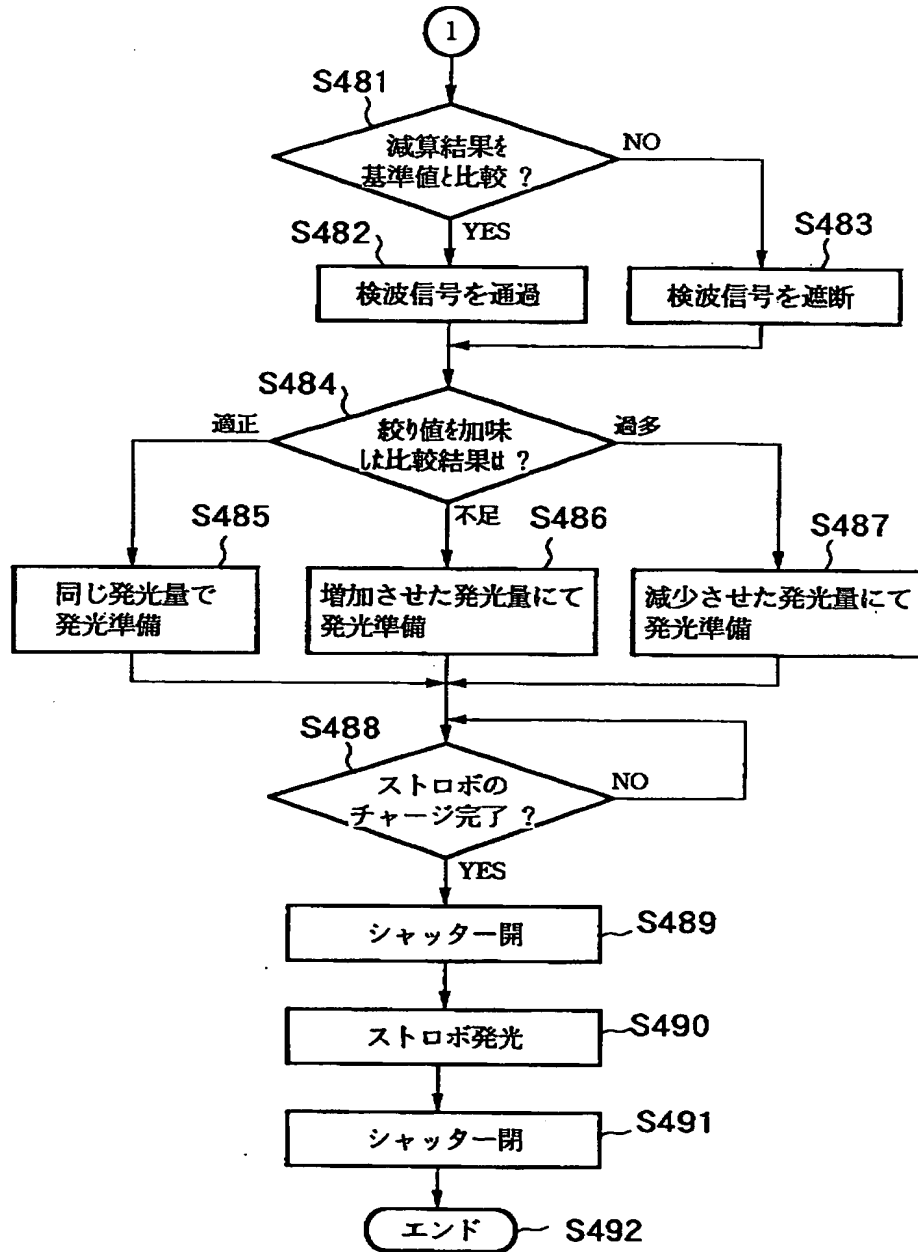 1
S481
減算結果を
基準値と比較 ?
NO
YES
S482
検波信号を通過
S483
検波信号を遮断
S484
絞り値を加味
した比較結果は ?
適正
過多
不足
S485
同じ発光量で
発光準備
S486
増加させた発光量にて
発光準備
S487
減少させた発光量にて
発光準備
S488
ストロボの
チャージ完了 ?
NO
YES
シャッター開
S489
ストロボ発光
S490
シャッター閉
S491
エンド
S492